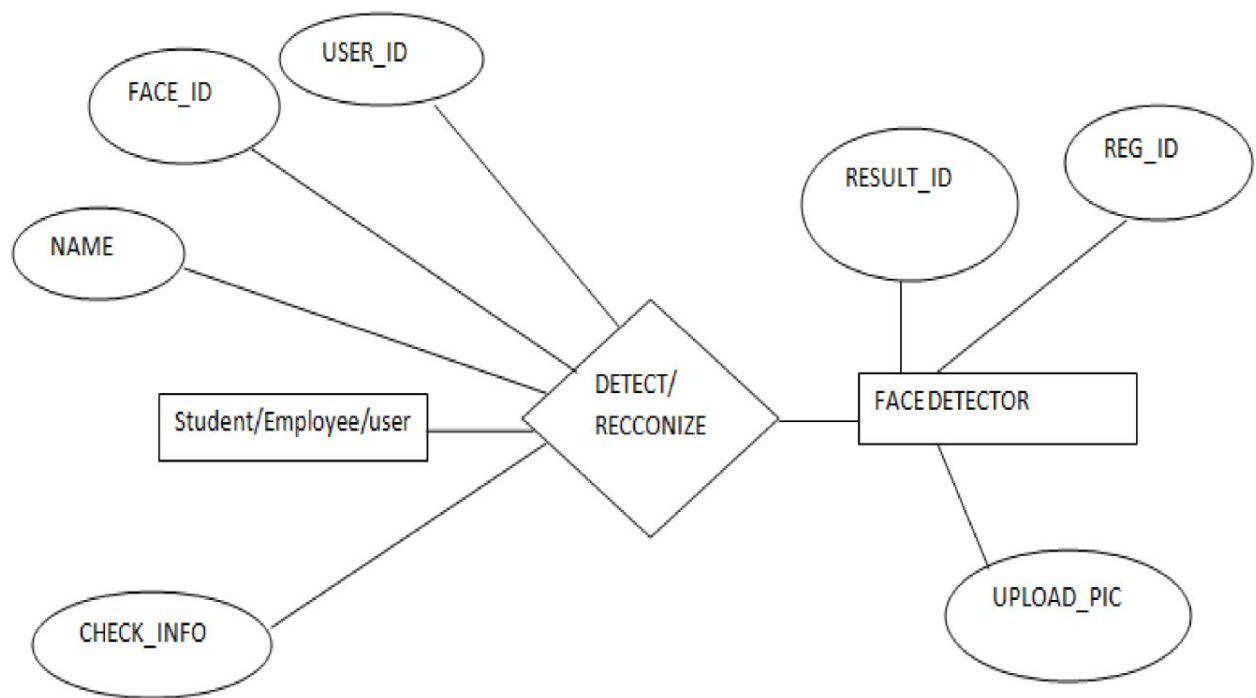 USER_ID
FACE_ID
REG_ID
RESULT_ID
NAME
DETECT/
RECCONIZE
FACE DETECTOR
Student/Employee/user
UPLOAD_PIC
CHECK_INFO